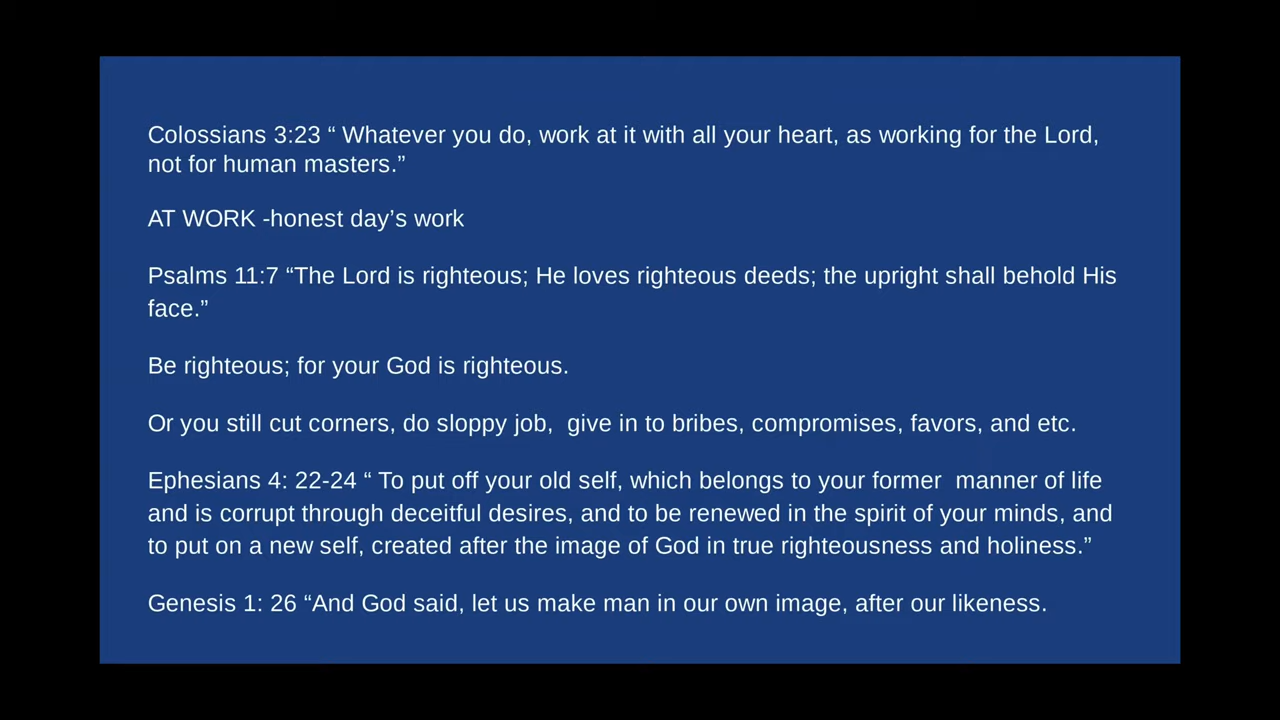 Colossians 3:23 “ Whatever you do, work at it with all your heart, as working for the Lord,
not for human masters.”
AT WORK -honest day’s work
Psalms 11:7 “The Lord is righteous; He loves righteous deeds; the upright shall behold His
face.”
Be righteous; for your God is righteous.
Or you still cut corners, do sloppy job,  give in to bribes, compromises, favors, and etc.
Ephesians 4: 22-24 “ To put off your old self, which belongs to your former  manner of life
and is corrupt through deceitful desires, and to be renewed in the spirit of your minds, and
to put on a new self, created after the image of God in true righteousness and holiness.”
Genesis 1: 26 “And God said, let us make man in our own image, after our likeness.